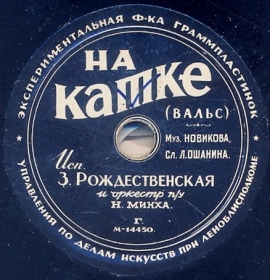 ЭКСПЕРИМЕНТАЛЬНАЯ Ф-КА ГРАММПЛАСТИНОК
НА
КАТКЕ
(ВАЛЬС)
Муз. НОВИКОВА,
Сл. Л.ОШАНИНА.
Исп
З. РОЖДЕСТВЕНСКАЯ
и оркестр п/у
Н. МИНХА.
Г.
М-14450.
УПРАВЛЕНИЯ ПО ДЕЛАМ ИСКУССТВ ПРИ ЛЕНОБЛИСПОЛКОМЕ